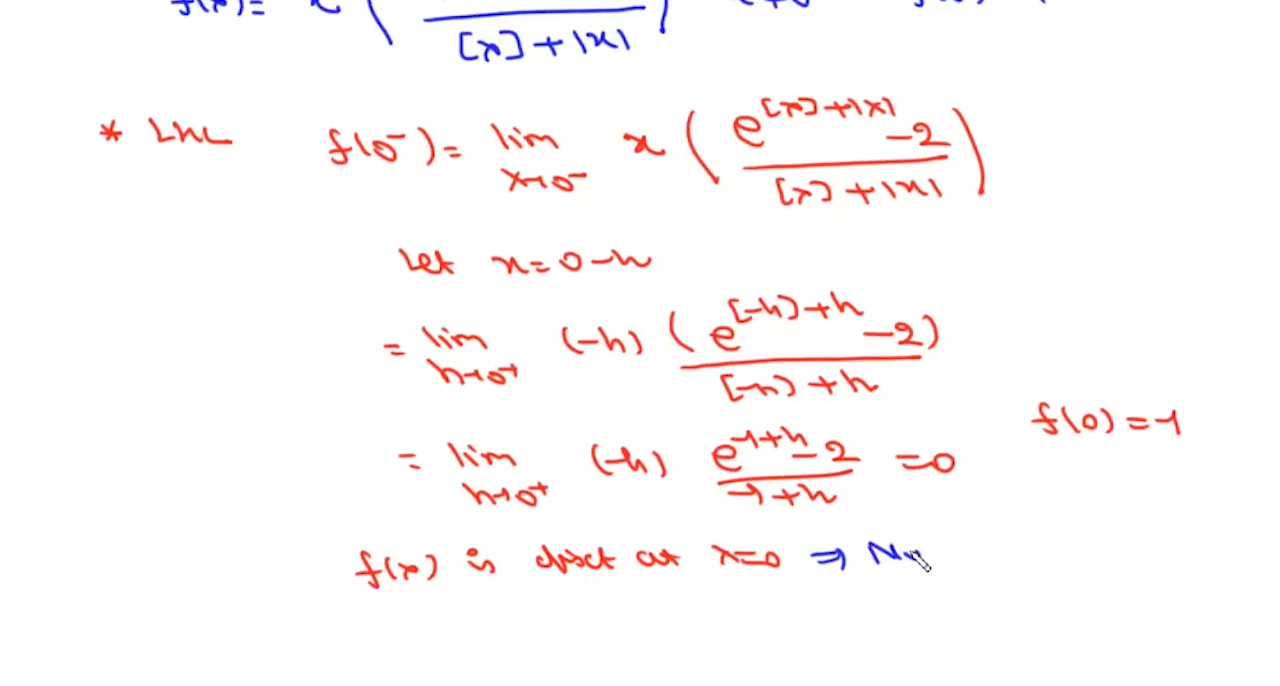 f(x) = x ( / [x] + |x| )
* LHL f(0⁻) = lim x→0⁻ x ( (e^([x]+|x|) - 2) / ([x] + |x|) )
Let x = 0 - h
= lim h→0⁺ (-h) (e^([-h]+h) - 2) / ([-h] + h)
f(0) = -1
= lim h→0⁺ (-h) (e^(-1+h) - 2) / (-1 + h) = 0
f(x) is disct at x=0 ⇒